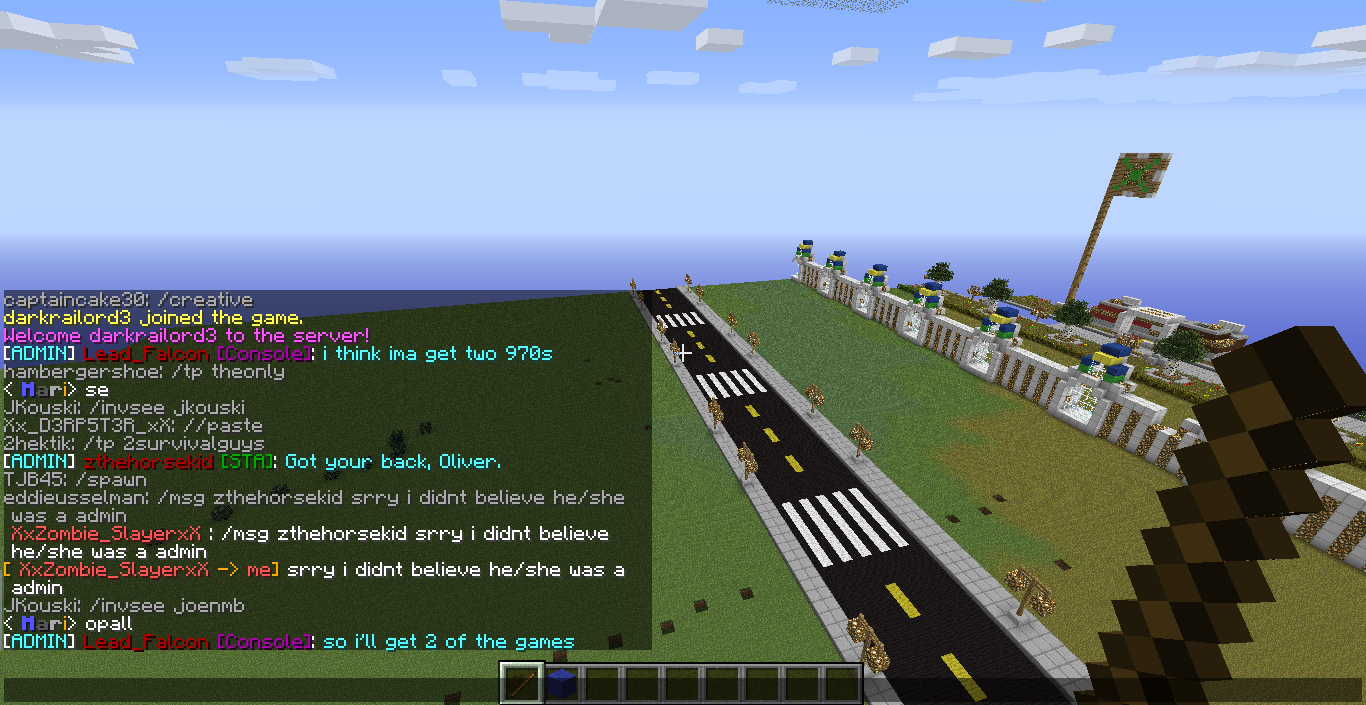 captaincake30: /creative
darkrailord3 joined the game.
Welcome darkrailord3 to the server!
[ADMIN] Lead_Falcon [Console]: i think ima get two 970s
hambergershoe: /tp theonly
< Mari> se
JKouski: /invsee jkouski
Xx_D3RP5T3R_xX: //paste
2hektik: /tp 2survivalguys
[ADMIN] zthehorsekid [STA]: Got your back, Oliver.
TJB45: /spawn
eddieusselman: /msg zthehorsekid srry i didnt believe he/she
was a admin
XxZombie_SlayerxX : /msg zthehorsekid srry i didnt believe
he/she was a admin
[ XxZombie_SlayerxX -> me] srry i didnt believe he/she was a
admin
JKouski: /invsee joenmb
< Mari> opall
[ADMIN] Lead_Falcon [Console]: so i'll get 2 of the games